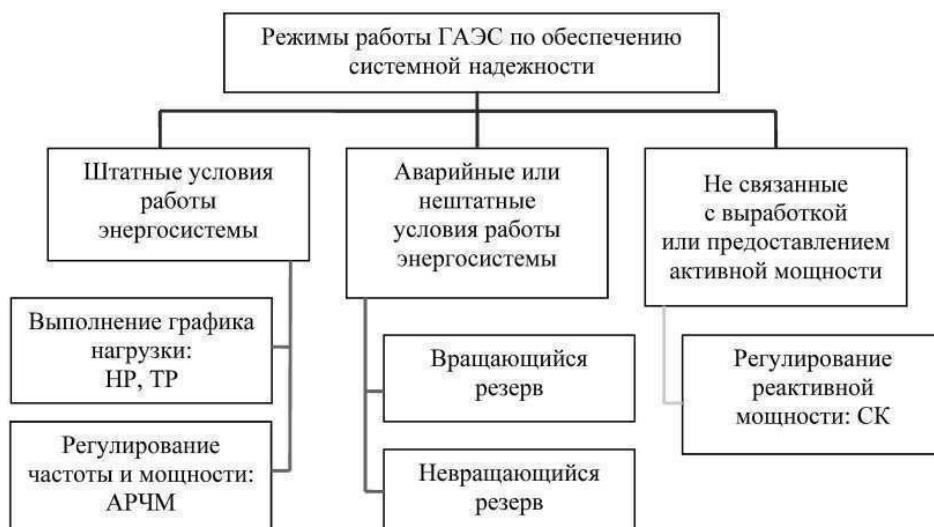 Режимы работы ГАЭС по обеспечению
системной надежности
Штатные условия
работы
энергосистемы
Выполнение графика
нагрузки:
НР, ТР
Регулирование
частоты и мощности:
АРЧМ
Аварийные или
нештатные
условия работы
энергосистемы
Вращающийся
резерв
Невращающийся
резерв
Не связанные
с выработкой
или предоставлением
активной мощности
Регулирование
реактивной
мощности: СК